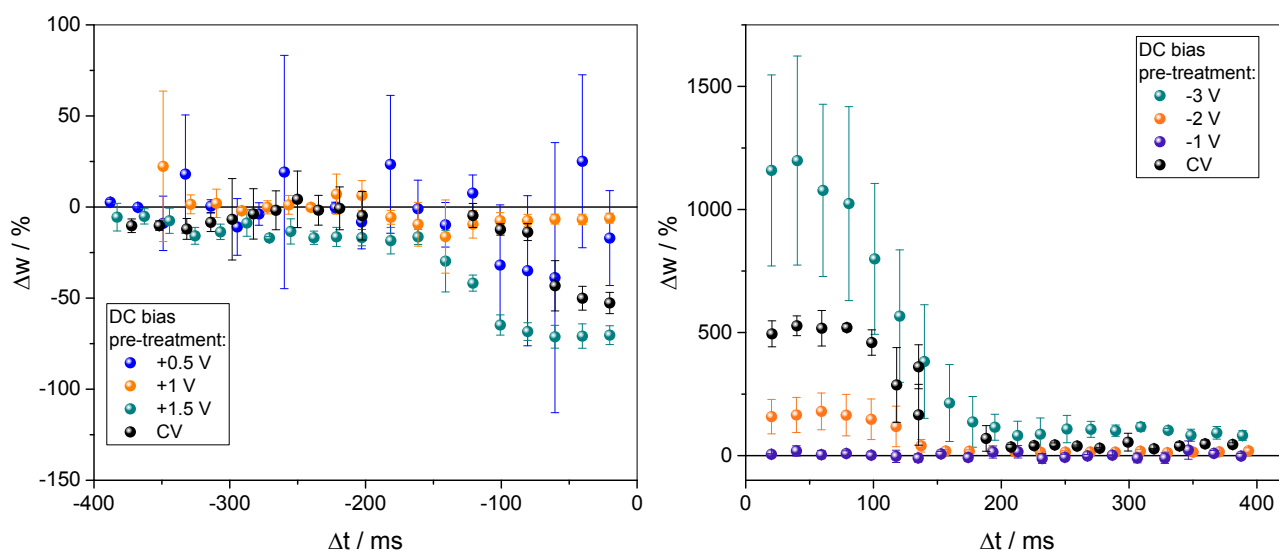 100
50
0
-50
-100
-150
Δw / %
-400
-300
-200
-100
0
Δt / ms
DC bias
pre-treatment:
+0.5 V
+1 V
+1.5 V
CV
1500
1000
500
0
Δw / %
0
100
200
300
400
Δt / ms
DC bias
pre-treatment:
-3 V
-2 V
-1 V
CV